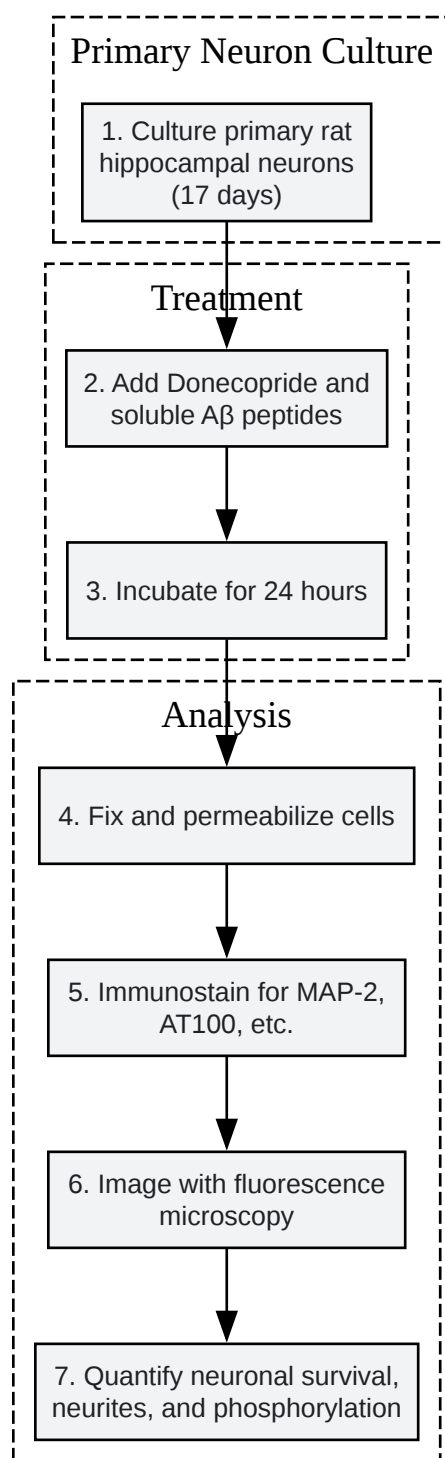 Primary Neuron Culture
1. Culture primary rat
hippocampal neurons
(17 days)
Treatment
2. Add Donecopride and
soluble Aβ peptides
3. Incubate for 24 hours
Analysis
4. Fix and permeabilize cells
5. Immunostain for MAP-2,
AT100, etc.
6. Image with fluorescence
microscopy
7. Quantify neuronal survival,
neurites, and phosphorylation